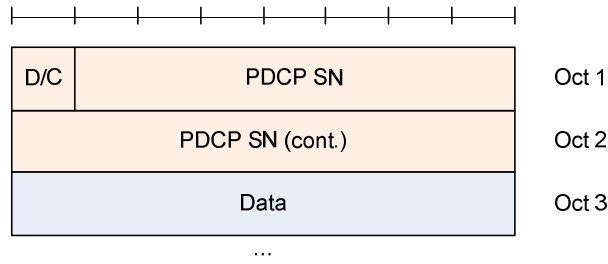 D/C PDCP SN Oct 1
PDCP SN (cont.) Oct 2
Data Oct 3
...